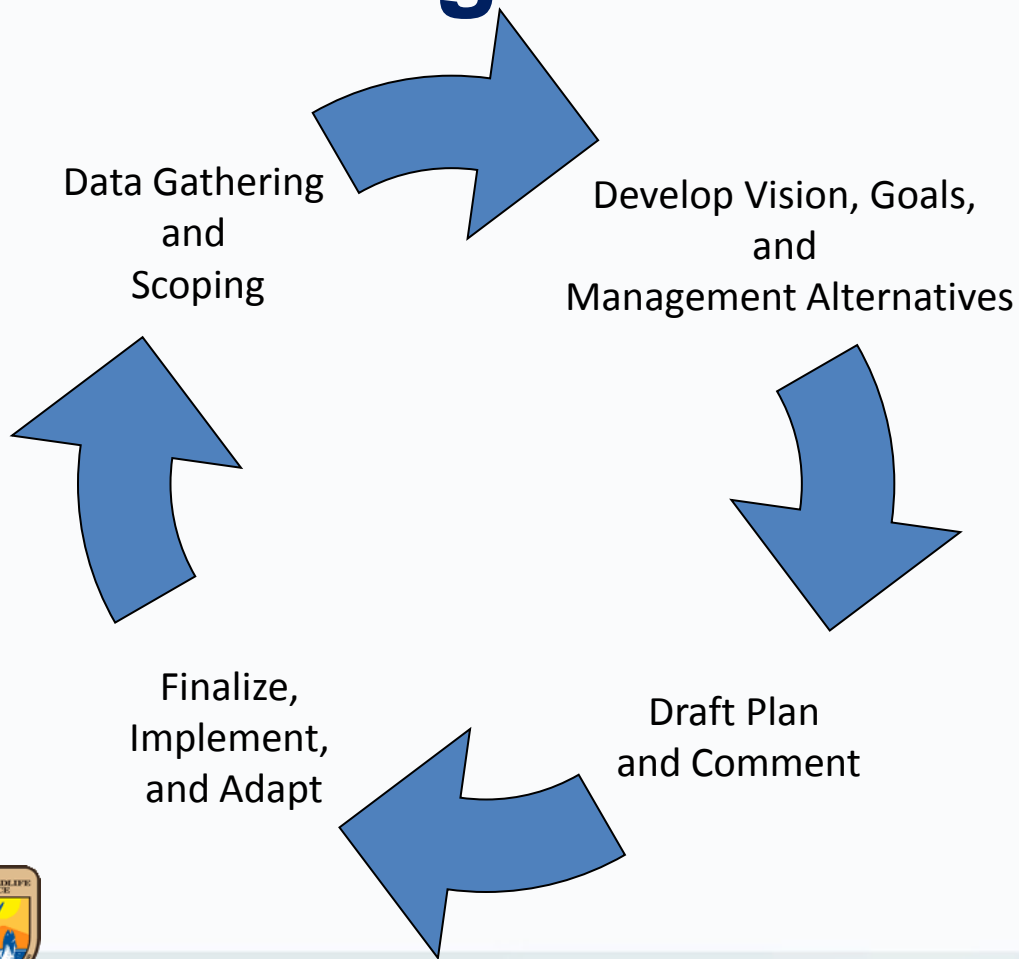 Data Gathering
and
Scoping
Develop Vision, Goals,
and
Management Alternatives
Draft Plan
and Comment
Finalize,
Implement,
and Adapt